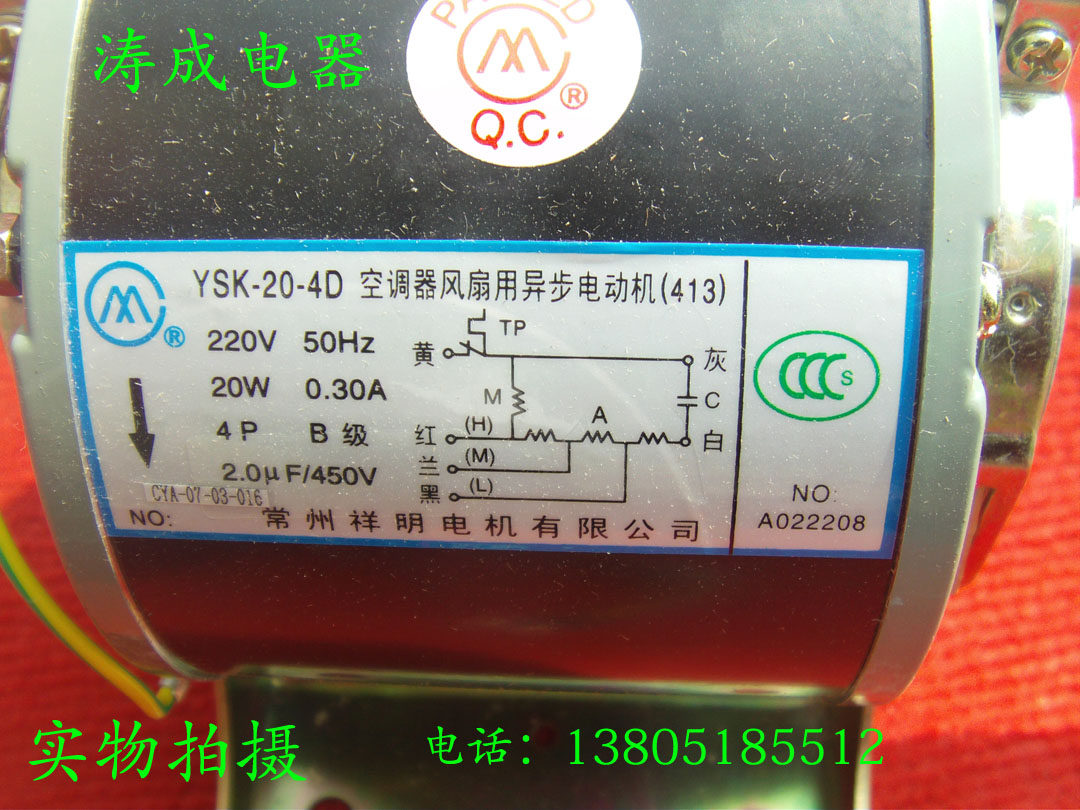 涛成电器
PASSED
®
Q.C.
YSK-20-4D 空调器风扇用异步电动机(413)
®
220V 50Hz
20W 0.30A
4P B 级
2.0μF/450V
CYA-07-03-016
NO:
TP
黄
灰
M
C
A
红 (H)
白
兰 (M)
黑 (L)
常州祥明电机有限公司
CCC S
NO:
A022208
实物拍摄
电话：13805185512